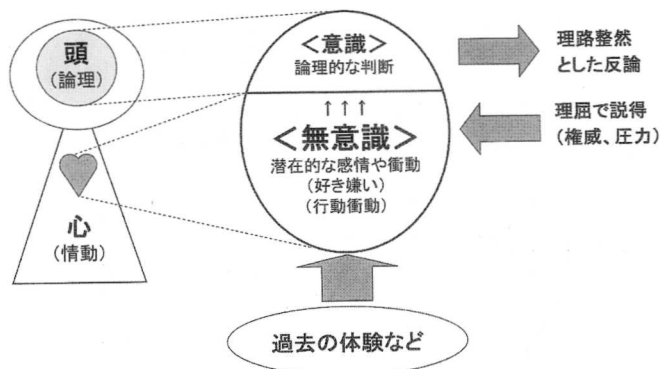 頭
(論理)
心
(情動)
＜意識＞
論理的な判断
↑↑↑
＜無意識＞
潜在的な感情や衝動
(好き嫌い)
(行動衝動)
過去の体験など
理路整然
とした反論
理屈で説得
(権威、圧力)